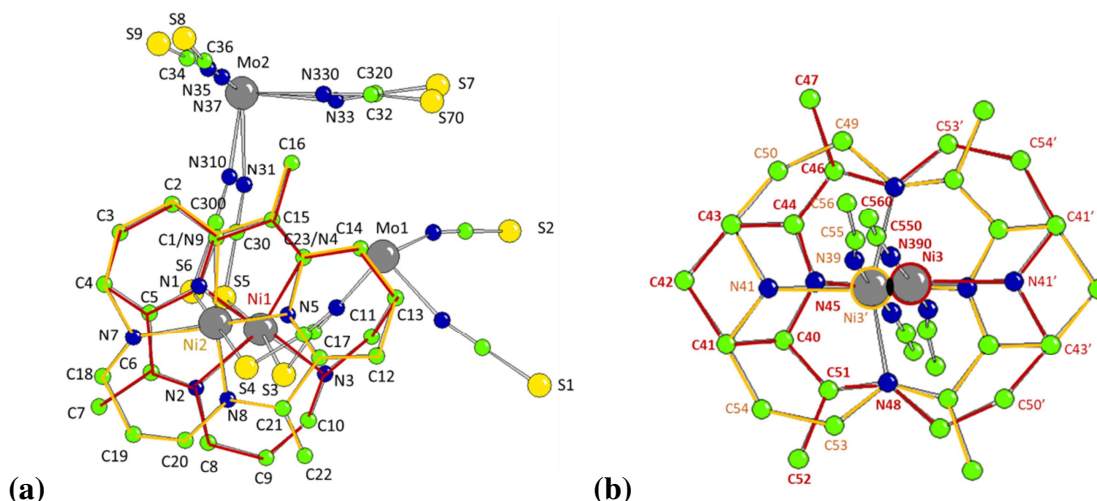 S8
S9
C36
Mo2
C34
N35
N37
N330
C320
S7
N33
C32
S70
C16
N310
N31
C2
C300
C15
C3
C1/N9
C30
C23/N4
C14
Mo1
S2
C4
S6
N1
S5
C5
Ni1
N5
C11
C13
N7
Ni2
C17
C6
C12
C18
S4
S3
N3
S1
C7
N2
N8
C21
C10
C19
C20
C8
C9
C22
(a)
C47
C49
C53'
C54'
C50
C46
C43
C44
C56
C560
C41'
C55
C550
C42
N39
N390
Ni3
N41
N45
Ni3'
N41'
C41
C40
C43'
C51
C54
C53
N48
C50'
C52
(b)